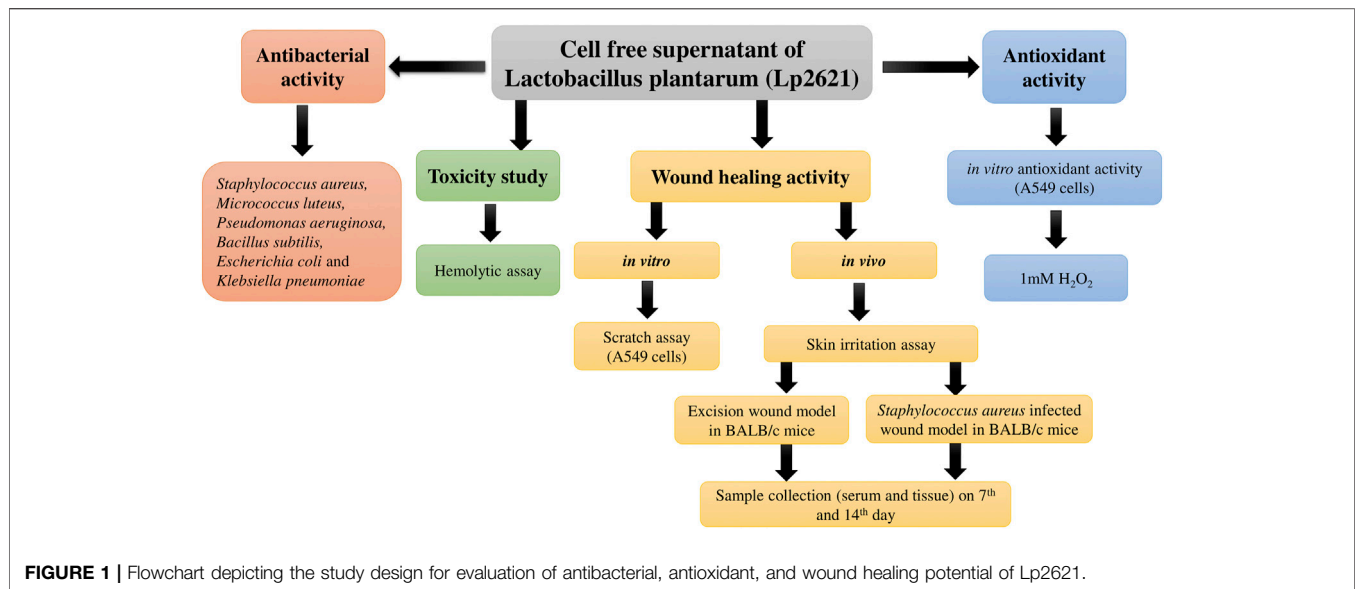 Cell free supernatant of
Lactobacillus plantarum (Lp2621)
Antibacterial
activity
Antioxidant
activity
Staphylococcus aureus,
Micrococcus luteus,
Pseudomonas aeruginosa,
Bacillus subtilis,
Escherichia coli and
Klebsiella pneumoniae
Toxicity study
Hemolytic assay
Wound healing activity
in vitro
in vivo
Scratch assay
(A549 cells)
Skin irritation assay
Excision wound model
in BALB/c mice
Staphylococcus aureus infected
wound model in BALB/c mice
Sample collection (serum and tissue) on 7th
and 14th day
in vitro antioxidant activity
(A549 cells)
1mM H₂O₂
FIGURE 1 | Flowchart depicting the study design for evaluation of antibacterial, antioxidant, and wound healing potential of Lp2621.